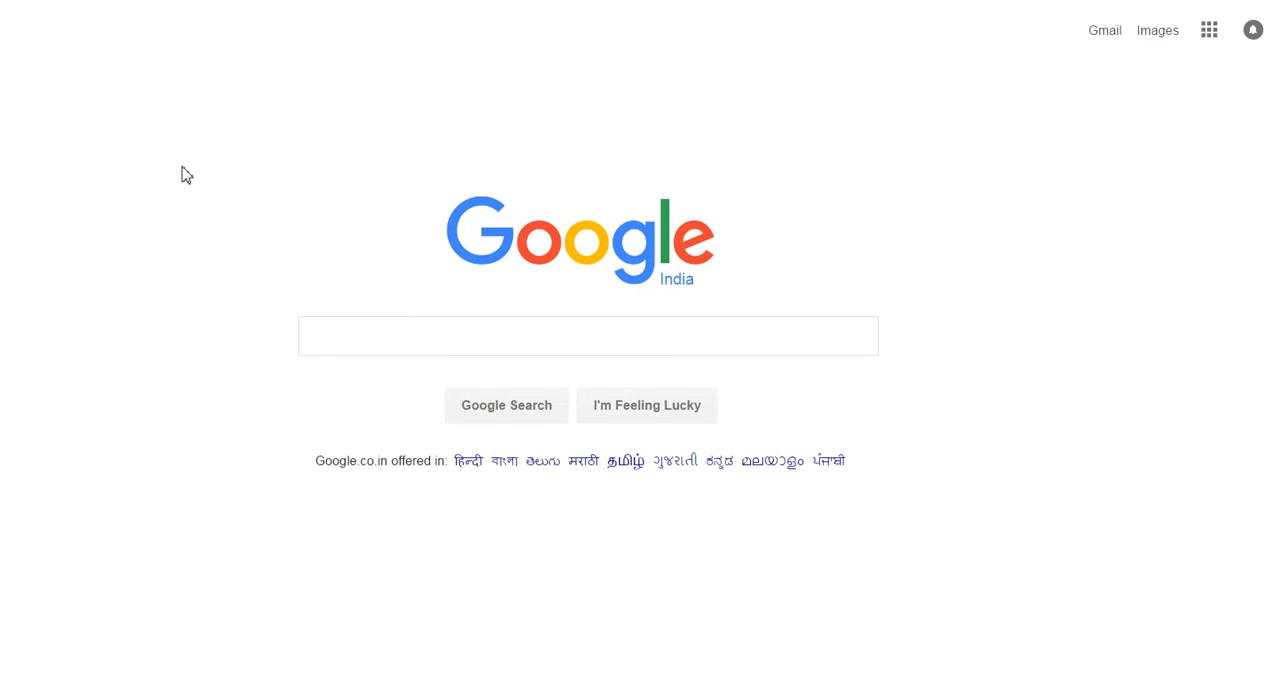 Gmail Images
Google
India
Google Search I'm Feeling Lucky
Google.co.in offered in: हिन्दी বাংলা తెలుగు मराठी தமிழ் ગુજરાતી ಕನ್ನಡ മലയാളം ਪੰਜਾਬੀ